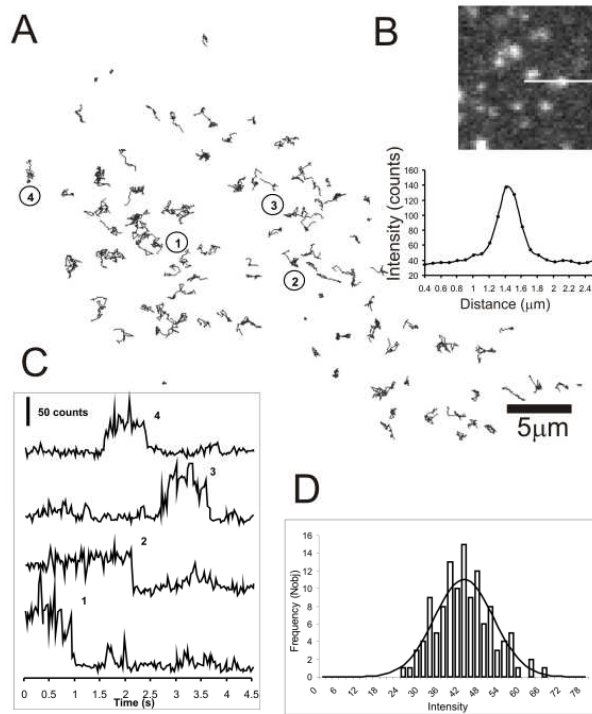 A
B
4
3
1
2
Intensity (counts)
160
140
120
100
80
60
40
20
0
0.4 0.6 0.8 1.0 1.2 1.4 1.6 1.8 2.0 2.2 2.4
Distance (μm)
5μm
C
50 counts
4
3
2
1
0 0.5 1 1.5 2 2.5 3 3.5 4 4.5
Time (s)
D
Frequency (Nobj)
16
14
12
10
8
6
4
2
0
0 6 12 18 24 30 36 42 48 54 60 66 72 78
Intensity